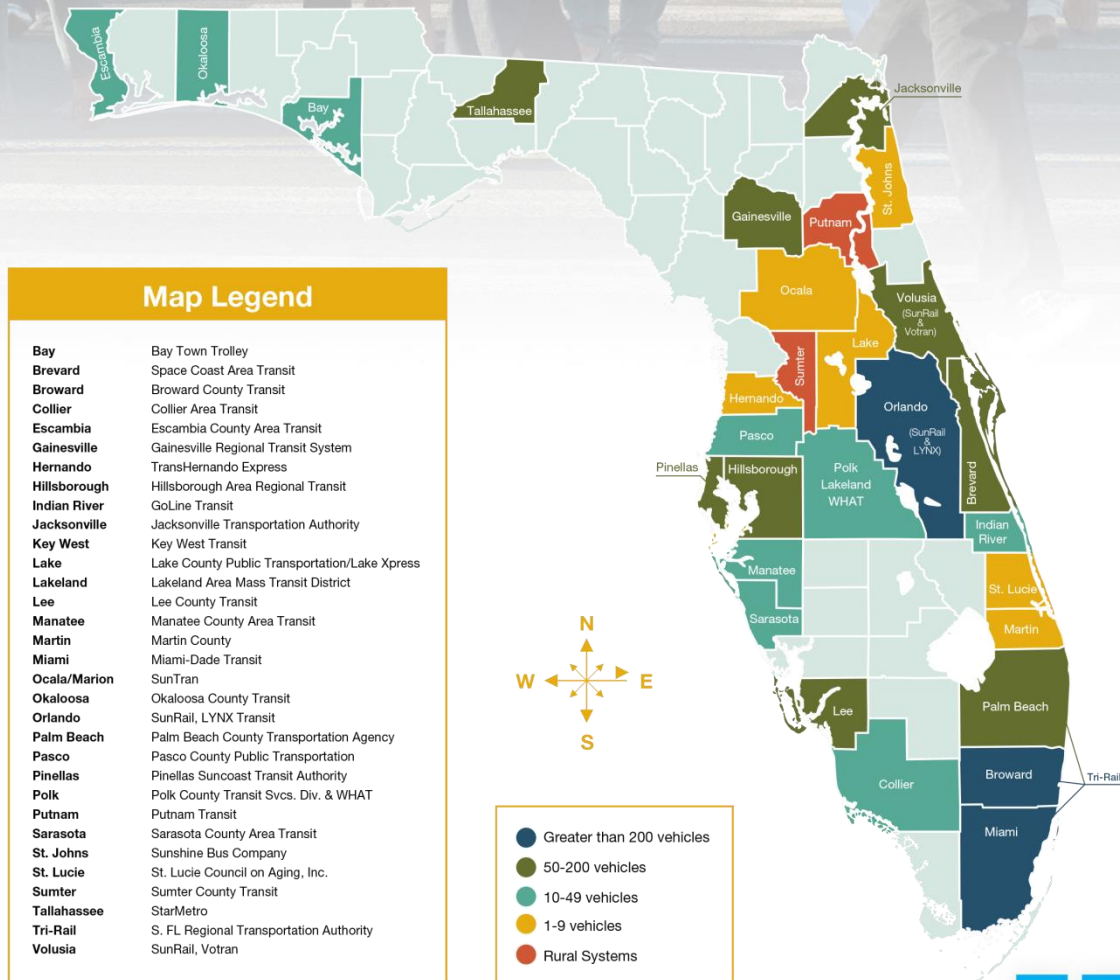 Escambia
Okaloosa
Bay
Tallahassee
Jacksonville
St. Johns
Gainesville
Putnam
Ocala
Volusia
(SunRail
&
Votran)
Lake
Sumter
Hernando
Orlando
(SunRail
&
LYNX)
Pasco
Pinellas
Hillsborough
Polk
Lakeland
WHAT
Brevard
Indian
River
Manatee
St. Lucie
Sarasota
Martin
Lee
Palm Beach
Collier
Broward
Tri-Rail
Miami
N
W E
S
Map Legend
Bay Bay Town Trolley
Brevard Space Coast Area Transit
Broward Broward County Transit
Collier Collier Area Transit
Escambia Escambia County Area Transit
Gainesville Gainesville Regional Transit System
Hernando TransHernando Express
Hillsborough Hillsborough Area Regional Transit
Indian River GoLine Transit
Jacksonville Jacksonville Transportation Authority
Key West Key West Transit
Lake Lake County Public Transportation/Lake Xpress
Lakeland Lakeland Area Mass Transit District
Lee Lee County Transit
Manatee Manatee County Area Transit
Martin Martin County
Miami Miami-Dade Transit
Ocala/Marion SunTran
Okaloosa Okaloosa County Transit
Orlando SunRail, LYNX Transit
Palm Beach Palm Beach County Transportation Agency
Pasco Pasco County Public Transportation
Pinellas Pinellas Suncoast Transit Authority
Polk Polk County Transit Svcs. Div. & WHAT
Putnam Putnam Transit
Sarasota Sarasota County Area Transit
St. Johns Sunshine Bus Company
St. Lucie St. Lucie Council on Aging, Inc.
Sumter Sumter County Transit
Tallahassee StarMetro
Tri-Rail S. FL Regional Transportation Authority
Volusia SunRail, Votran
Greater than 200 vehicles
50-200 vehicles
10-49 vehicles
1-9 vehicles
Rural Systems